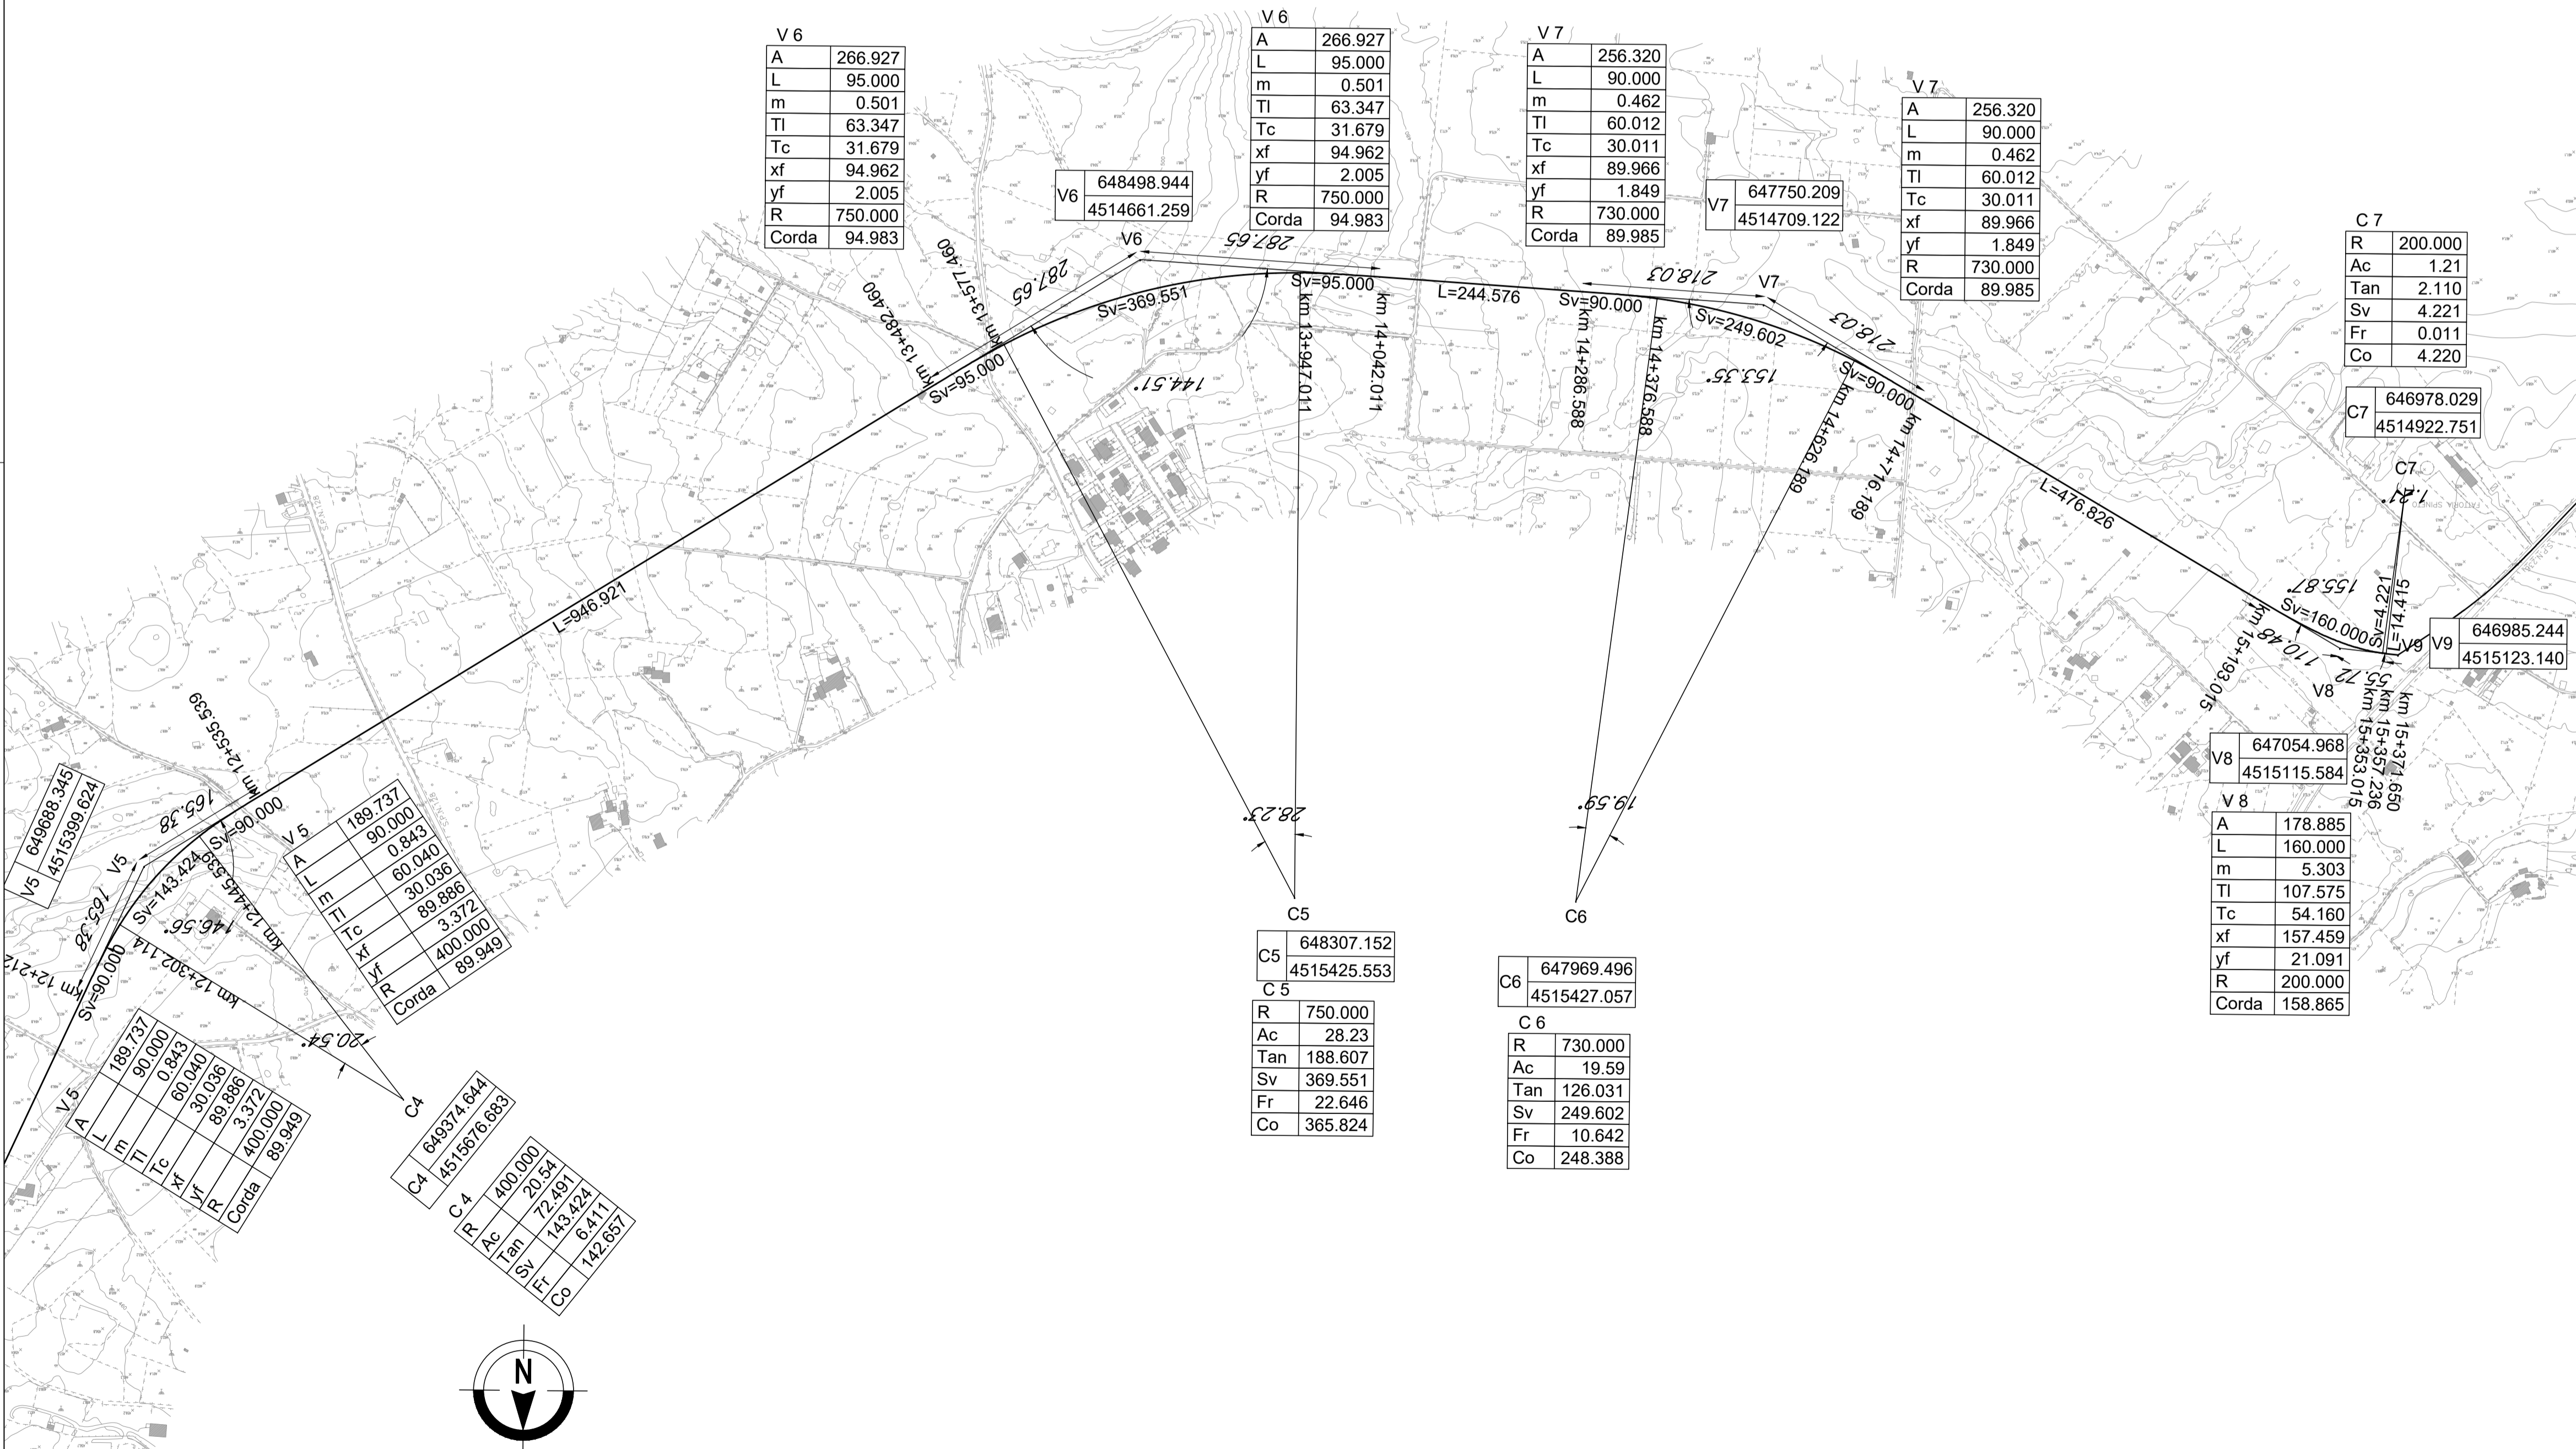 V 6
A 266.927
L 95.000
m 0.501
Tl 63.347
Tc 31.679
xf 94.962
yf 2.005
R 750.000
Corda 94.983
V 6
A 266.927
L 95.000
m 0.501
Tl 63.347
Tc 31.679
xf 94.962
yf 2.005
R 750.000
Corda 94.983
V 7
A 256.320
L 90.000
m 0.462
Tl 60.012
Tc 30.011
xf 89.966
yf 1.849
R 730.000
Corda 89.985
V 7
A 256.320
L 90.000
m 0.462
Tl 60.012
Tc 30.011
xf 89.966
yf 1.849
R 730.000
Corda 89.985
V6 648498.944
4514661.259
V7 647750.209
4514709.122
C 7
R 200.000
Ac 1.21
Tan 2.110
Sv 4.221
Fr 0.011
Co 4.220
C7 646978.029
4514922.751
C7
1.21°
V6
287.65
287.65
km 13+482.460
km 13+577.460
Sv=95.000
Sv=369.551
144.51°
Sv=95.000
km 13+947.011
km 14+042.011
L=244.576
Sv=90.000
km 14+286.588
km 14+376.588
218.03
V7
218.03
Sv=249.602
153.35°
Sv=90.000
km 14+626.189
km 14+716.189
L=476.826
155.87°
Sv=160.000
110.48
km 15+193.015
Sv=4.221
L=14.415
V9
V9 646985.244
4515123.140
55.72
V8
km 15+353.015
km 15+357.236
km 15+371.650
V8 647054.968
4515115.584
V 8
A 178.885
L 160.000
m 5.303
Tl 107.575
Tc 54.160
xf 157.459
yf 21.091
R 200.000
Corda 158.865
FATTORIA SPINETO
L=946.921
km 12+535.539
165.38
Sv=90.000
V5
V5 649688.345
4515399.624
165.38
Sv=143.424
km 12+445.539
146.56°
km 12+302.114
Sv=90.000
km 12+212
V 5
A 189.737
L 90.000
m 0.843
Tl 60.040
Tc 30.036
xf 89.886
yf 3.372
R 400.000
Corda 89.949
V 5
A 189.737
L 90.000
m 0.843
Tl 60.040
Tc 30.036
xf 89.886
yf 3.372
R 400.000
Corda 89.949
20.54°
C4
C4 649374.644
4515676.683
C 4
R 400.000
Ac 20.54
Tan 72.491
Sv 143.424
Fr 6.411
Co 142.657
28.23°
C5
C5 648307.152
4515425.553
C 5
R 750.000
Ac 28.23
Tan 188.607
Sv 369.551
Fr 22.646
Co 365.824
19.59°
C6
C6 647969.496
4515427.057
C 6
R 730.000
Ac 19.59
Tan 126.031
Sv 249.602
Fr 10.642
Co 248.388
N